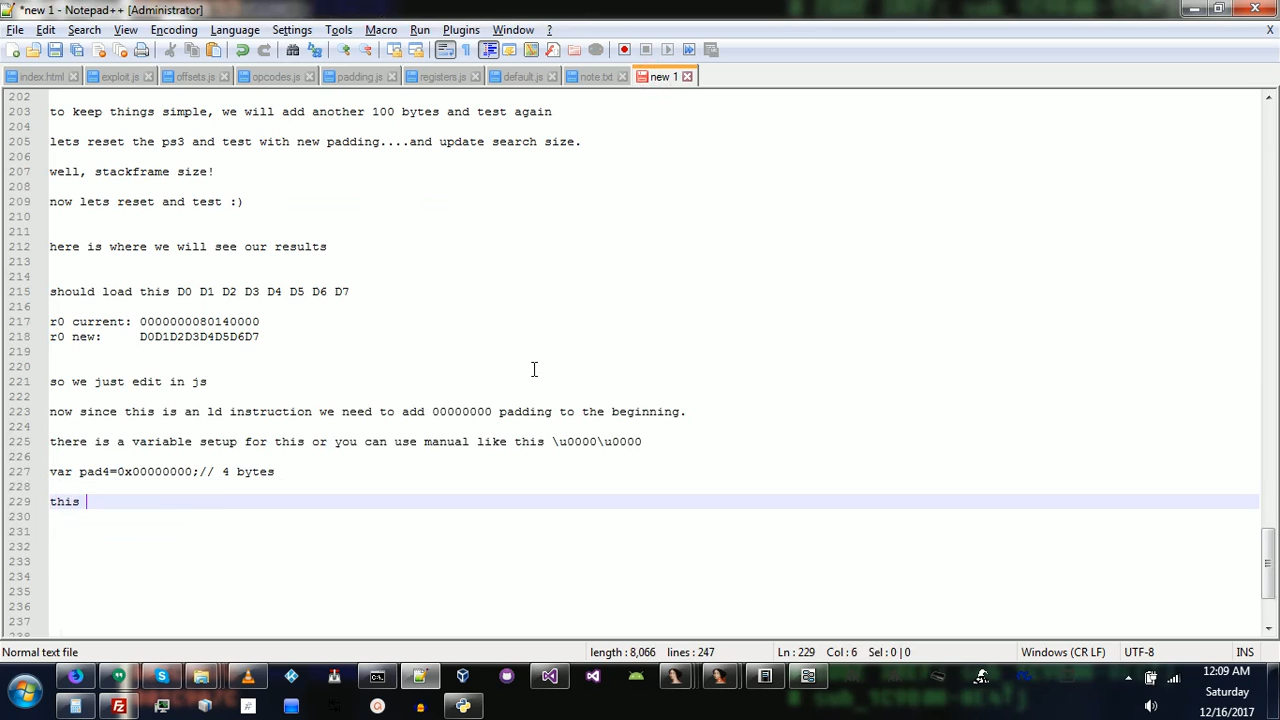 *new 1 - Notepad++ [Administrator]
File Edit Search View Encoding Language Settings Tools Macro Run Plugins Window ? X
index.html exploit.js offsets.js opcodes.js padding.js registers.js default.js note.txt new 1
202
203 to keep things simple, we will add another 100 bytes and test again
204
205 lets reset the ps3 and test with new padding....and update search size.
206
207 well, stackframe size!
208
209 now lets reset and test :)
210
211
212 here is where we will see our results
213
214
215 should load this D0 D1 D2 D3 D4 D5 D6 D7
216
217 r0 current: 0000000080140000
218 r0 new: D0D1D2D3D4D5D6D7
219
220
221 so we just edit in js
222
223 now since this is an ld instruction we need to add 00000000 padding to the beginning.
224
225 there is a variable setup for this or you can use manual like this \u0000\u0000
226
227 var pad4=0x00000000;// 4 bytes
228
229 this
230
231
232
233
234
235
236
237
238
Normal text file length : 8,066 lines : 247 Ln : 229 Col : 6 Sel : 0 | 0 Windows (CR LF) UTF-8 INS
12:09 AM
Saturday
12/16/2017